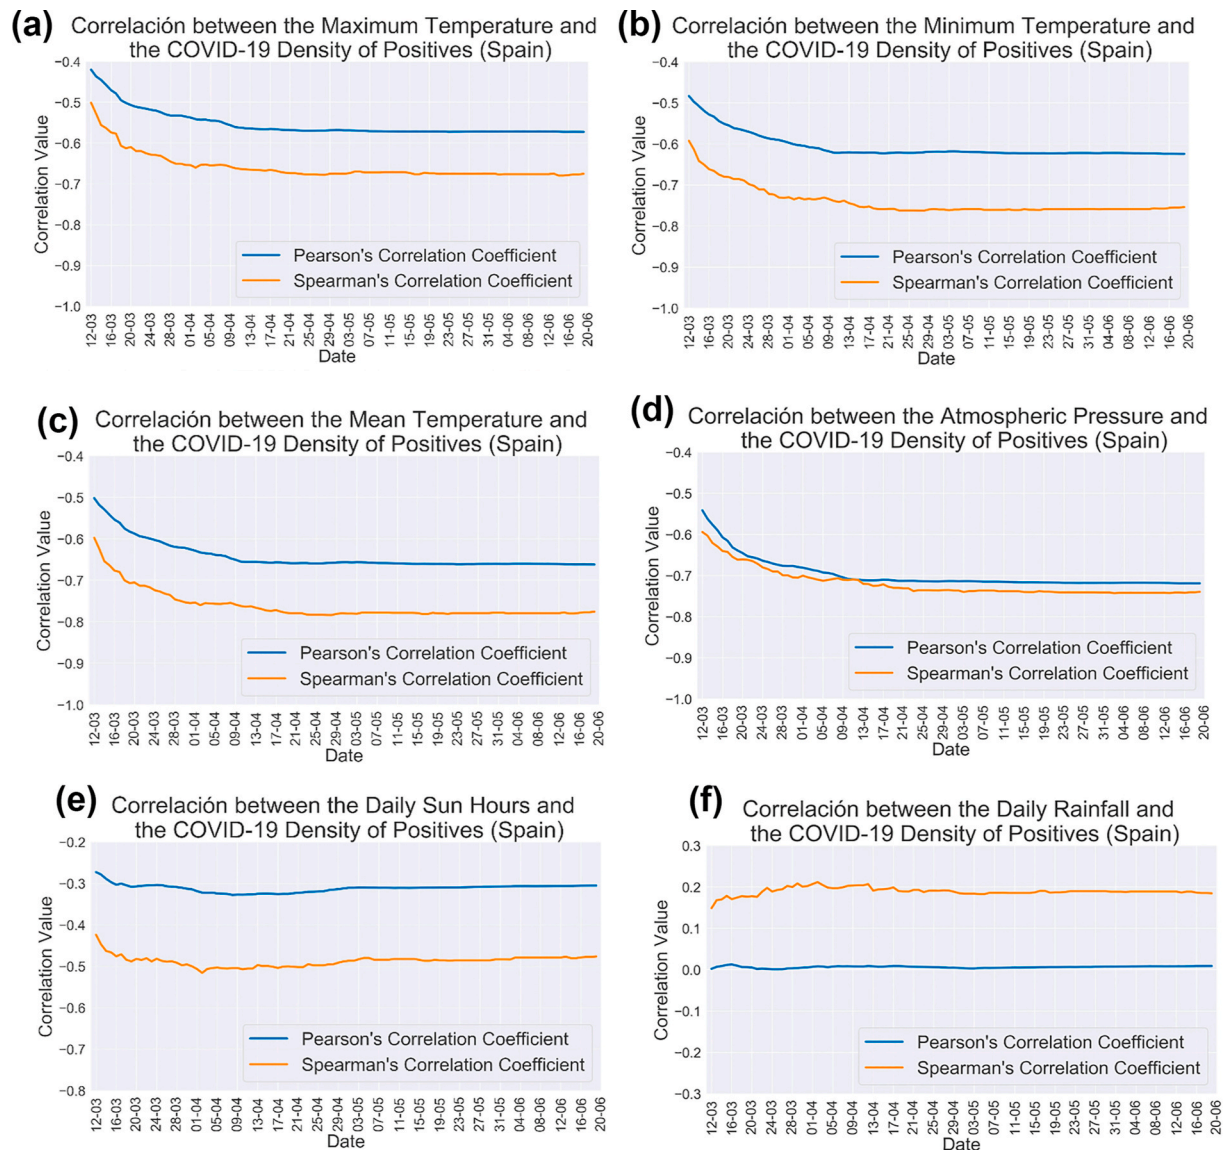 (a) Correlación between the Maximum Temperature and
the COVID-19 Density of Positives (Spain)
Correlation Value
−0.4
−0.5
−0.6
−0.7
−0.8
−0.9
−1.0
Pearson's Correlation Coefficient
Spearman's Correlation Coefficient
12-03 16-03 20-03 24-03 28-03 01-04 05-04 09-04 13-04 17-04 21-04 25-04 29-04 03-05 07-05 11-05 15-05 19-05 23-05 27-05 31-05 04-06 08-06 12-06 16-06 20-06
Date
(b) Correlación between the Minimum Temperature and
the COVID-19 Density of Positives (Spain)
Correlation Value
−0.4
−0.5
−0.6
−0.7
−0.8
−0.9
−1.0
Pearson's Correlation Coefficient
Spearman's Correlation Coefficient
12-03 16-03 20-03 24-03 28-03 01-04 05-04 09-04 13-04 17-04 21-04 25-04 29-04 03-05 07-05 11-05 15-05 19-05 23-05 27-05 31-05 04-06 08-06 12-06 16-06 20-06
Date
(c) Correlación between the Mean Temperature and
the COVID-19 Density of Positives (Spain)
Correlation Value
−0.4
−0.5
−0.6
−0.7
−0.8
−0.9
−1.0
Pearson's Correlation Coefficient
Spearman's Correlation Coefficient
12-03 16-03 20-03 24-03 28-03 01-04 05-04 09-04 13-04 17-04 21-04 25-04 29-04 03-05 07-05 11-05 15-05 19-05 23-05 27-05 31-05 04-06 08-06 12-06 16-06 20-06
Date
(d) Correlación between the Atmospheric Pressure and
the COVID-19 Density of Positives (Spain)
Correlation Value
−0.4
−0.5
−0.6
−0.7
−0.8
−0.9
−1.0
Pearson's Correlation Coefficient
Spearman's Correlation Coefficient
12-03 16-03 20-03 24-03 28-03 01-04 05-04 09-04 13-04 17-04 21-04 25-04 29-04 03-05 07-05 11-05 15-05 19-05 23-05 27-05 31-05 04-06 08-06 12-06 16-06 20-06
Date
(e) Correlación between the Daily Sun Hours and
the COVID-19 Density of Positives (Spain)
Correlation Value
−0.2
−0.3
−0.4
−0.5
−0.6
−0.7
−0.8
Pearson's Correlation Coefficient
Spearman's Correlation Coefficient
12-03 16-03 20-03 24-03 28-03 01-04 05-04 09-04 13-04 17-04 21-04 25-04 29-04 03-05 07-05 11-05 15-05 19-05 23-05 27-05 31-05 04-06 08-06 12-06 16-06 20-06
Date
(f) Correlación between the Daily Rainfall and
the COVID-19 Density of Positives (Spain)
Correlation Value
0.3
0.2
0.1
0.0
−0.1
−0.2
−0.3
Pearson's Correlation Coefficient
Spearman's Correlation Coefficient
12-03 16-03 20-03 24-03 28-03 01-04 05-04 09-04 13-04 17-04 21-04 25-04 29-04 03-05 07-05 11-05 15-05 19-05 23-05 27-05 31-05 04-06 08-06 12-06 16-06 20-06
Date